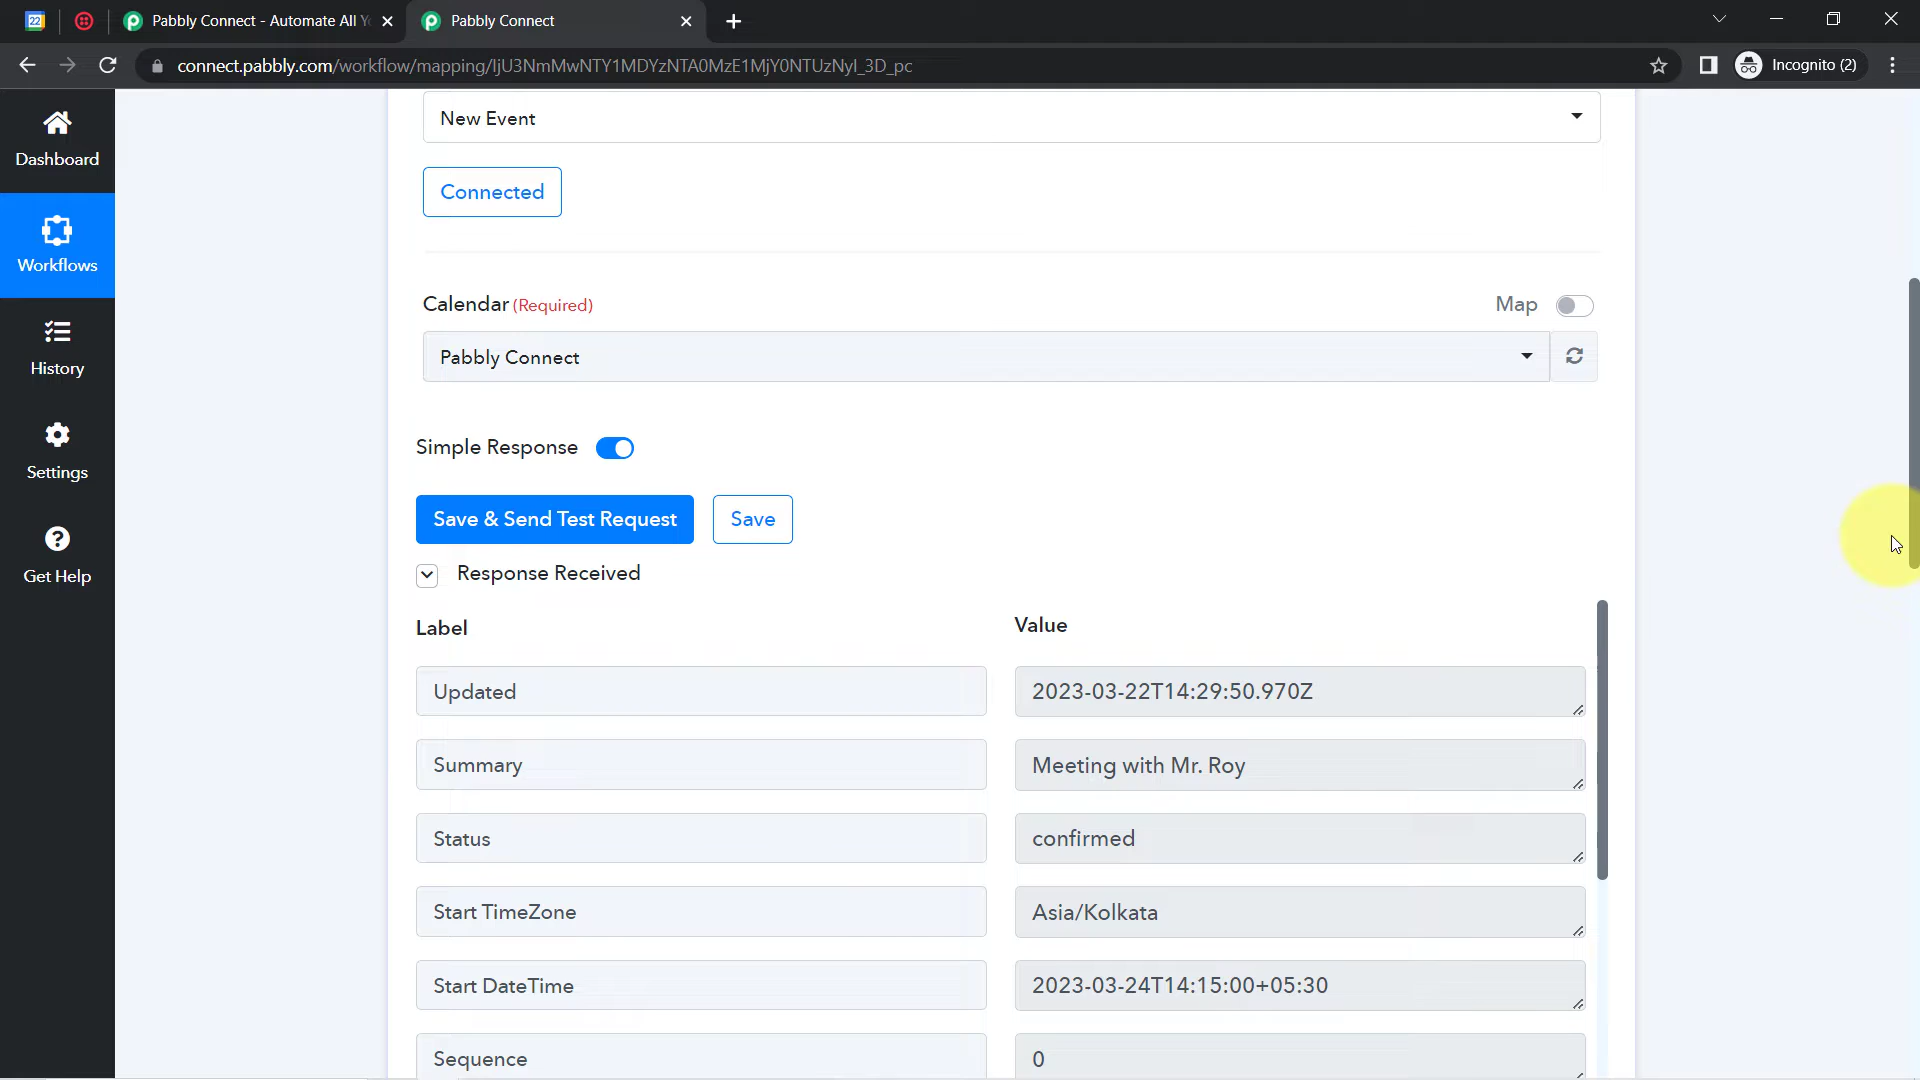 22
Pabbly Connect - Automate All Y
Pabbly Connect
connect.pabbly.com/workflow/mapping/IjU3NmMwNTY1MDYzNTA0MzE1MjY0NTUzNyI_3D_pc
Incognito (2)
Dashboard
Workflows
History
Settings
Get Help
New Event
Connected
Calendar (Required)
Map
Pabbly Connect
Simple Response
Save & Send Test Request
Save
Response Received
Label
Value
Updated
2023-03-22T14:29:50.970Z
Summary
Meeting with Mr. Roy
Status
confirmed
Start TimeZone
Asia/Kolkata
Start DateTime
2023-03-24T14:15:00+05:30
Sequence
0